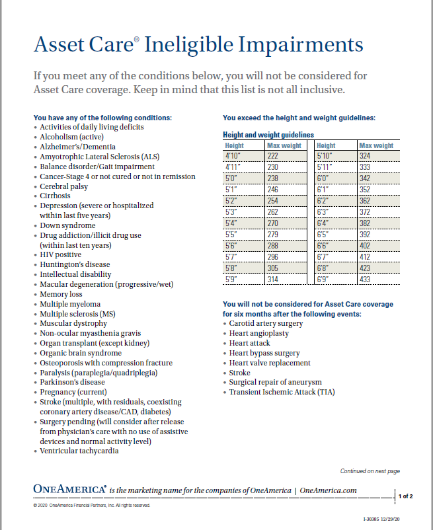 Asset Care® Ineligible Impairments
If you meet any of the conditions below, you will not be considered for
Asset Care coverage. Keep in mind that this list is not all inclusive.
You have any of the following conditions:
• Activities of daily living deficits
• Alcoholism (active)
• Alzheimer's/Dementia
• Amyotrophic Lateral Sclerosis (ALS)
• Balance disorder/Gait impairment
• Cancer-Stage 4 or not cured or not in remission
• Cerebral palsy
• Cirrhosis
• Depression (severe or hospitalized
within last five years)
• Down syndrome
• Drug addiction/illicit drug use
(within last ten years)
• HIV positive
• Huntington's disease
• Intellectual disability
• Macular degeneration (progressive/wet)
• Memory loss
• Multiple myeloma
• Multiple sclerosis (MS)
• Muscular dystrophy
• Non-ocular myasthenia gravis
• Organ transplant (except kidney)
• Organic brain syndrome
• Osteoporosis with compression fracture
• Paralysis (paraplegia/quadriplegia)
• Parkinson's disease
• Pregnancy (current)
• Stroke (multiple, with residuals, coexisting
coronary artery disease/CAD, diabetes)
• Surgery pending (will consider after release
from physician's care with no use of assistive
devices and normal activity level)
• Ventricular tachycardia
You exceed the height and weight guidelines:
Height and weight guidelines
Height Max weight Height Max weight
4'10" 222 5'10" 324
4'11" 230 5'11" 333
5'0" 238 6'0" 342
5'1" 246 6'1" 352
5'2" 254 6'2" 362
5'3" 262 6'3" 372
5'4" 270 6'4" 382
5'5" 279 6'5" 392
5'6" 288 6'6" 402
5'7" 296 6'7" 412
5'8" 305 6'8" 423
5'9" 314 6'9" 433
You will not be considered for Asset Care coverage
for six months after the following events:
• Carotid artery surgery
• Heart angioplasty
• Heart attack
• Heart bypass surgery
• Heart valve replacement
• Stroke
• Surgical repair of aneurysm
• Transient Ischemic Attack (TIA)
Continued on next page
ONEAMERICA® is the marketing name for the companies of OneAmerica | OneAmerica.com
1 of 2
© 2020 OneAmerica Financial Partners, Inc. All rights reserved.
12/29/20